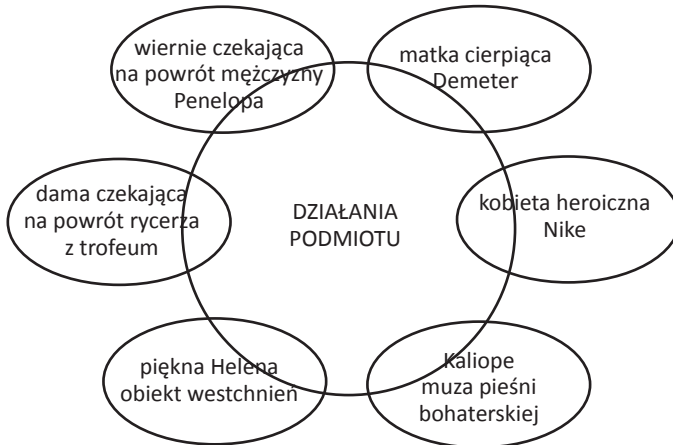 wiernie czekająca
na powrót mężczyzny
Penelopa
matka cierpiąca
Demeter
dama czekająca
na powrót rycerza
z trofeum
DZIAŁANIA
PODMIOTU
kobieta heroiczna
Nike
piękna Helena
obiekt westchnień
Kaliope
muza pieśni
bohaterskiej